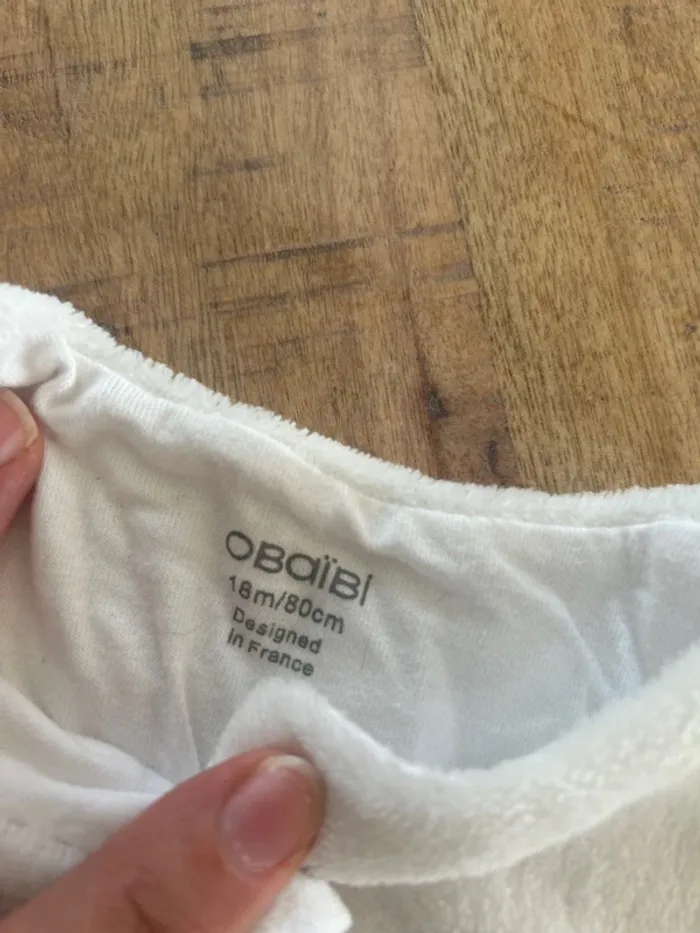 OBaïBi
18m/80cm
Designed
in France